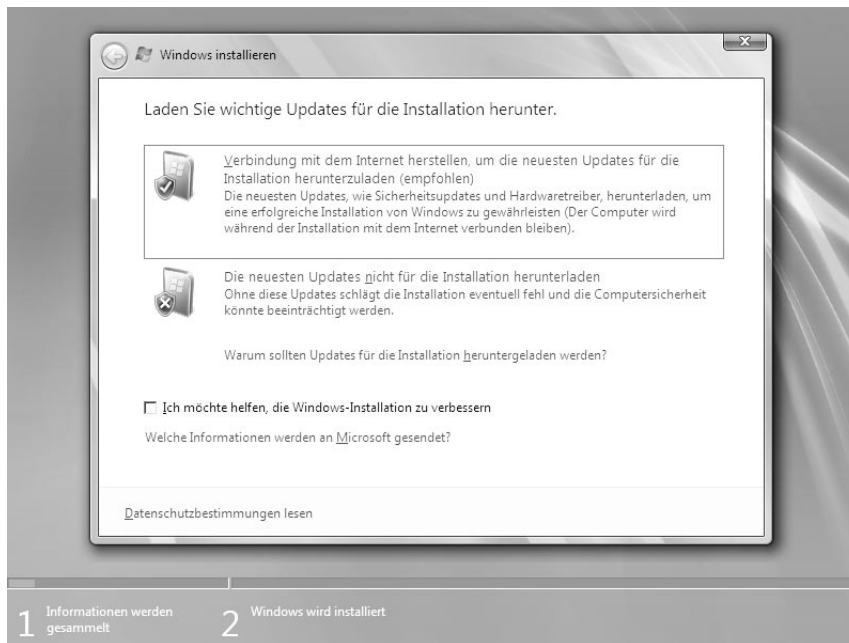 Windows installieren
Laden Sie wichtige Updates für die Installation herunter.
Verbindung mit dem Internet herstellen, um die neuesten Updates für die
Installation herunterzuladen (empfohlen)
Die neuesten Updates, wie Sicherheitsupdates und Hardwaretreiber, herunterladen, um
eine erfolgreiche Installation von Windows zu gewährleisten (Der Computer wird
während der Installation mit dem Internet verbunden bleiben).
Die neuesten Updates nicht für die Installation herunterladen
Ohne diese Updates schlägt die Installation eventuell fehl und die Computersicherheit
könnte beeinträchtigt werden.
Warum sollten Updates für die Installation heruntergeladen werden?
Ich möchte helfen, die Windows-Installation zu verbessern
Welche Informationen werden an Microsoft gesendet?
Datenschutzbestimmungen lesen
1 Informationen werden
gesammelt
2 Windows wird installiert